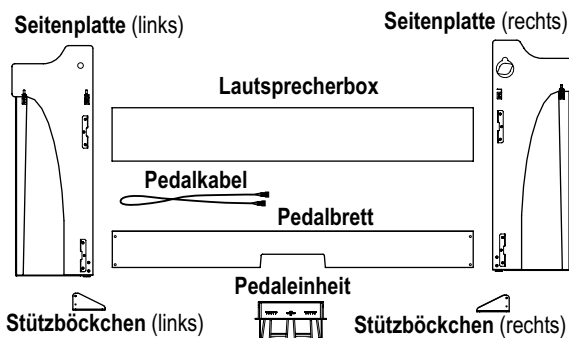 Seitenplatte (links)
Seitenplatte (rechts)
Lautsprecherbox
Pedalkabel
Pedalbrett
Pedaleinheit
Stützböckchen (links)
Stützböckchen (rechts)